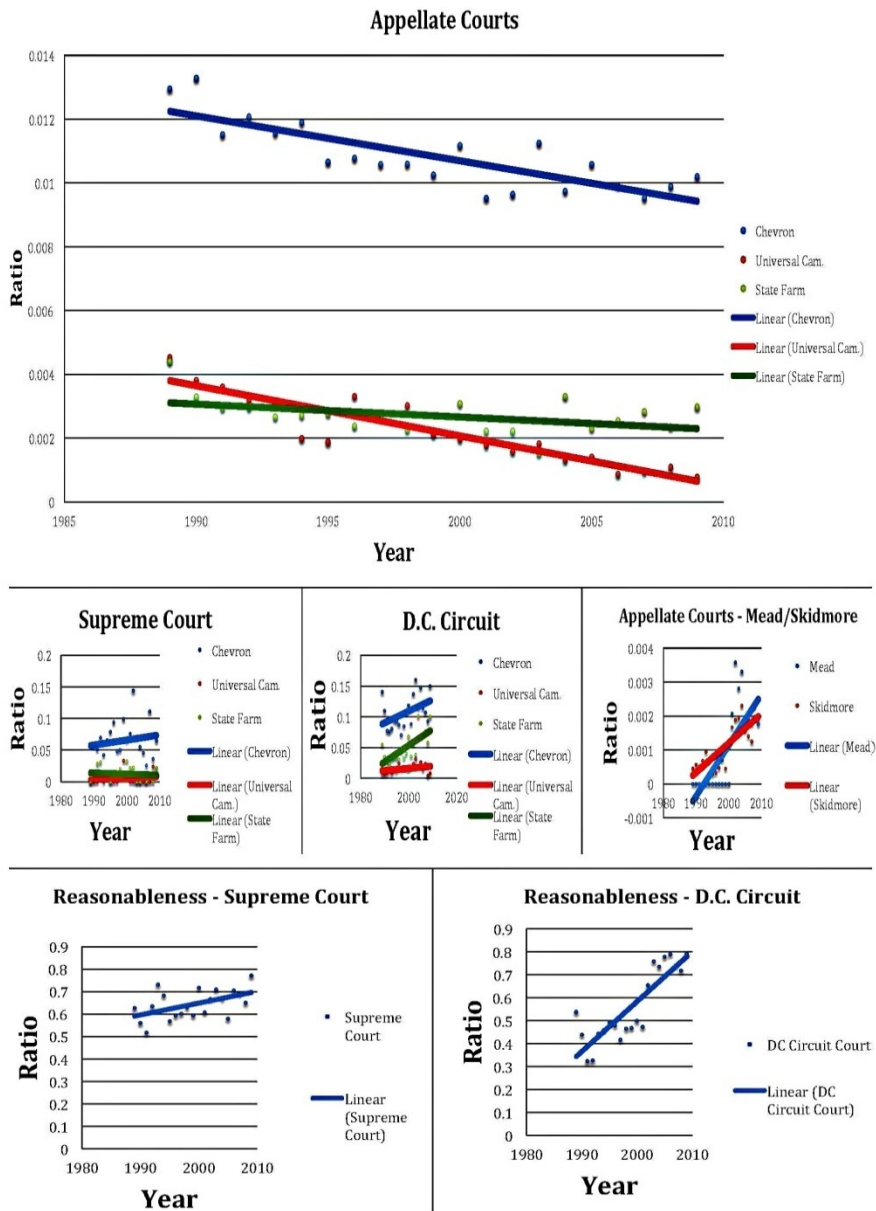 Appellate Courts
0.014
0.012
0.01
0.008
0.006
0.004
0.002
0
Ratio
1985 1990 1995 2000 2005 2010
Year
Chevron
Universal Cam.
State Farm
Linear (Chevron)
Linear (Universal Cam.)
Linear (State Farm)
Supreme Court
0.2
0.15
0.1
0.05
0
Ratio
1980 1990 2000 2010
Year
Chevron
Universal Cam.
State Farm
Linear (Chevron)
Linear (Universal
Cam.)
Linear (State
Farm)
D.C. Circuit
0.2
0.15
0.1
0.05
0
Ratio
1980 2000 2020
Year
Chevron
Universal Cam.
State Farm
Linear (Chevron)
Linear (Universal
Cam.)
Linear (State
Farm)
Appellate Courts - Mead/Skidmore
0.004
0.003
0.002
0.001
0
-0.001
Ratio
1980 1990 2000 2010
Year
Mead
Skidmore
Linear (Mead)
Linear
(Skidmore)
Reasonableness - Supreme Court
0.9
0.8
0.7
0.6
0.5
0.4
0.3
0.2
0.1
0
Ratio
1980 1990 2000 2010
Year
Supreme
Court
Linear
(Supreme
Court)
Reasonableness - D.C. Circuit
0.9
0.8
0.7
0.6
0.5
0.4
0.3
0.2
0.1
0
Ratio
1980 1990 2000 2010
Year
DC Circuit Court
Linear (DC
Circuit Court)